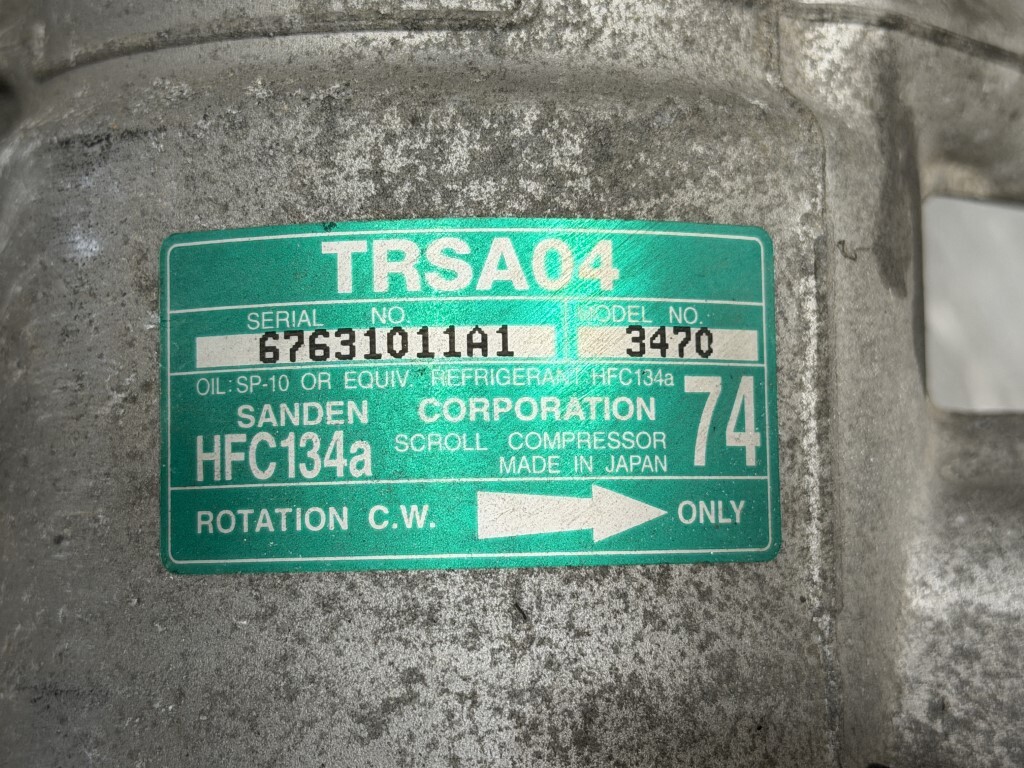 TRSA04
SERIAL NO. MODEL NO.
67631011A1 3470
OIL: SP-10 OR EQUIV. REFRIGERANT HFC134a
SANDEN CORPORATION 74
HFC134a SCROLL COMPRESSOR
MADE IN JAPAN
ROTATION C.W. ONLY